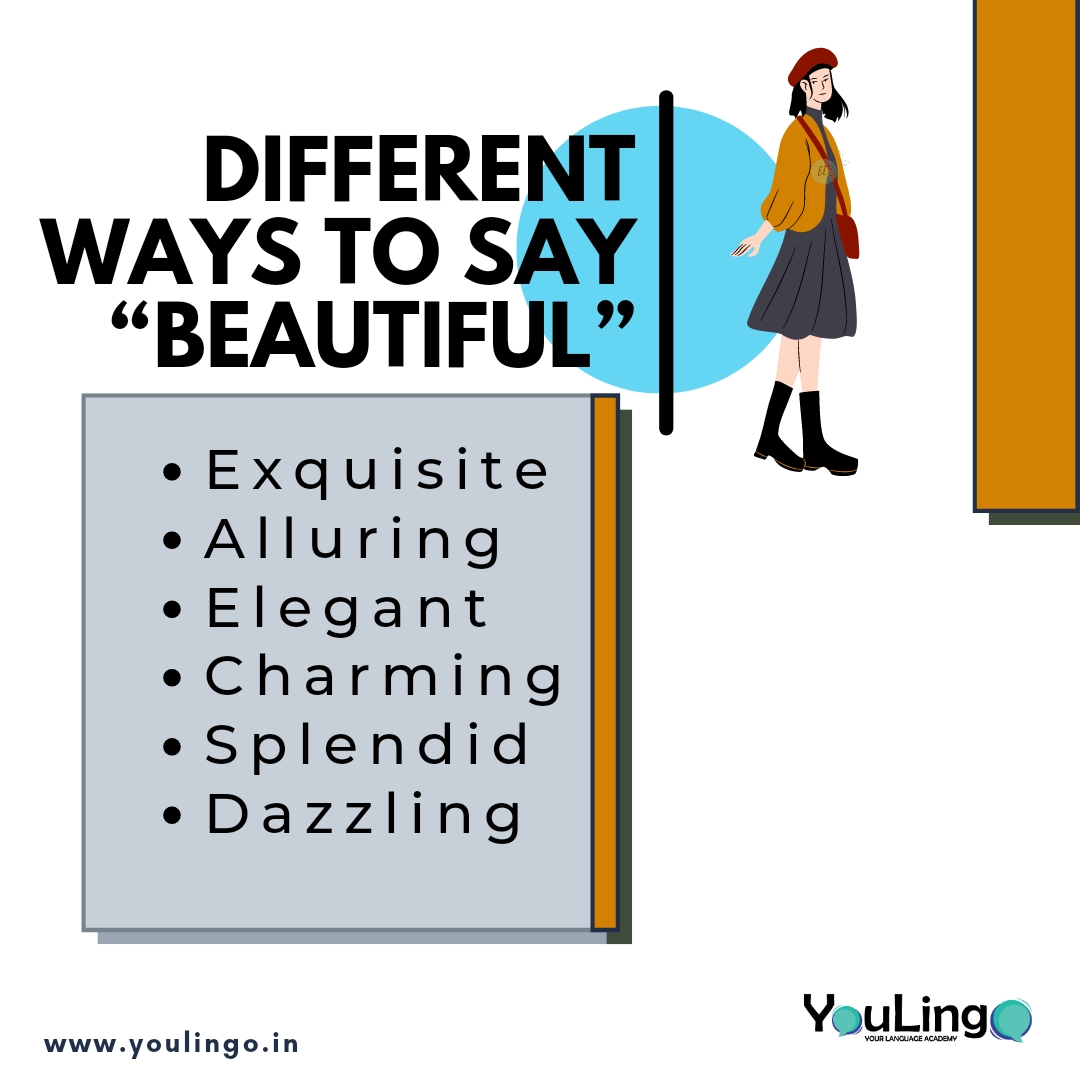 DIFFERENT
WAYS TO SAY
“BEAUTIFUL”
• Exquisite
• Alluring
• Elegant
• Charming
• Splendid
• Dazzling
www.youlingo.in
YouLingo
YOUR LANGUAGE ACADEMY